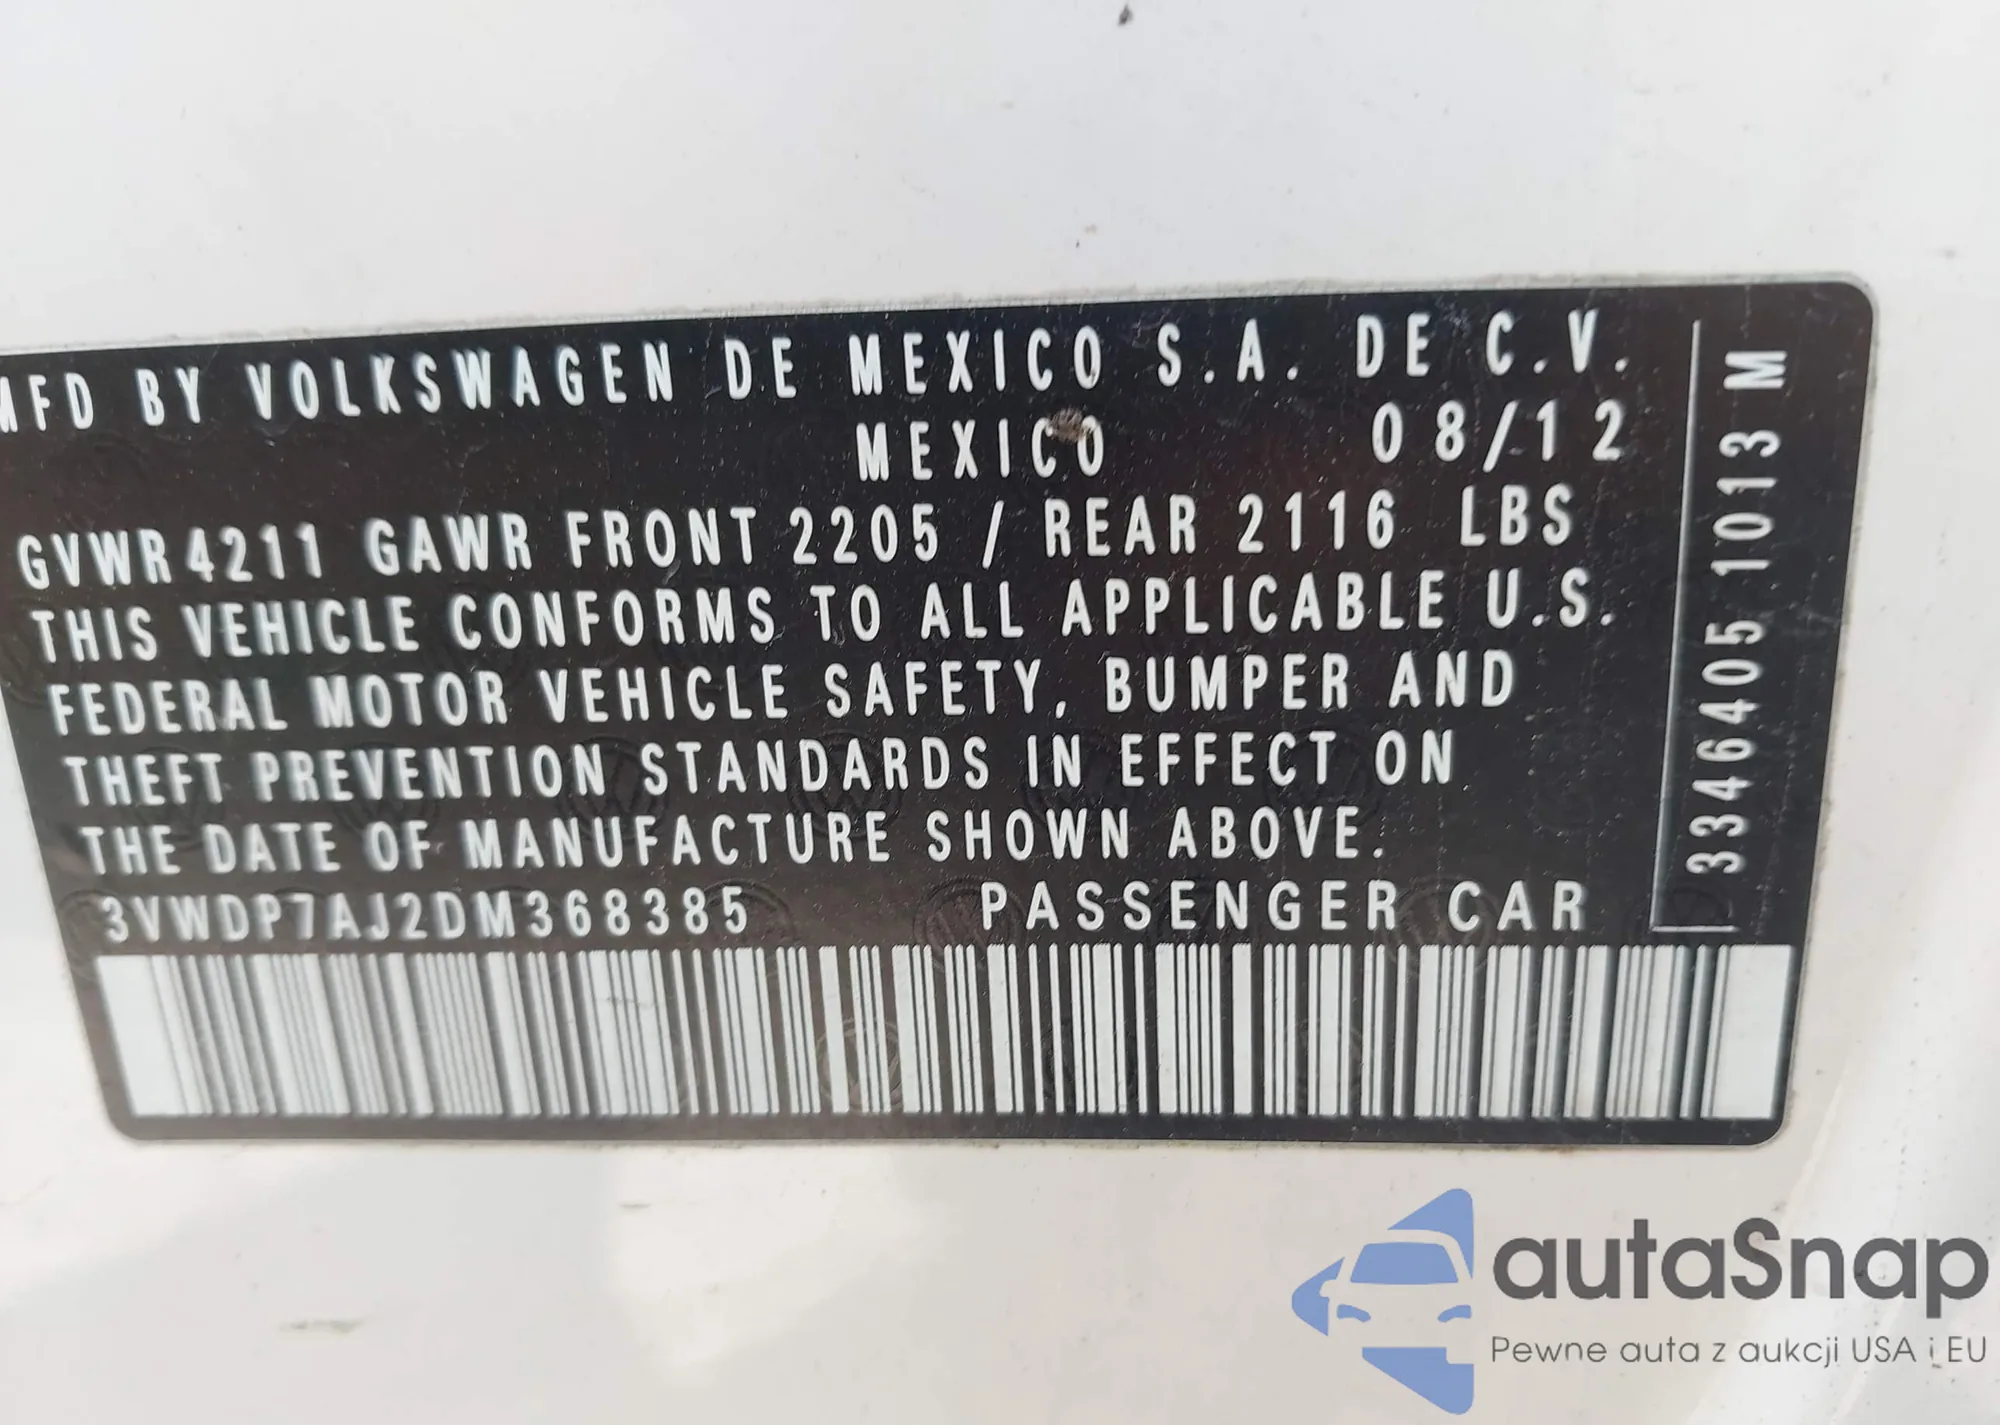 MFD BY VOLKSWAGEN DE MEXICO S.A. DE C.V.
MEXICO 08/12
GVWR 4211 GAWR FRONT 2205 / REAR 2116 LBS
THIS VEHICLE CONFORMS TO ALL APPLICABLE U.S.
FEDERAL MOTOR VEHICLE SAFETY, BUMPER AND
THEFT PREVENTION STANDARDS IN EFFECT ON
THE DATE OF MANUFACTURE SHOWN ABOVE.
3VWDP7AJ2DM368385 PASSENGER CAR
3346405 1013 M
autaSnap
Pewne auta z aukcji USA i EU